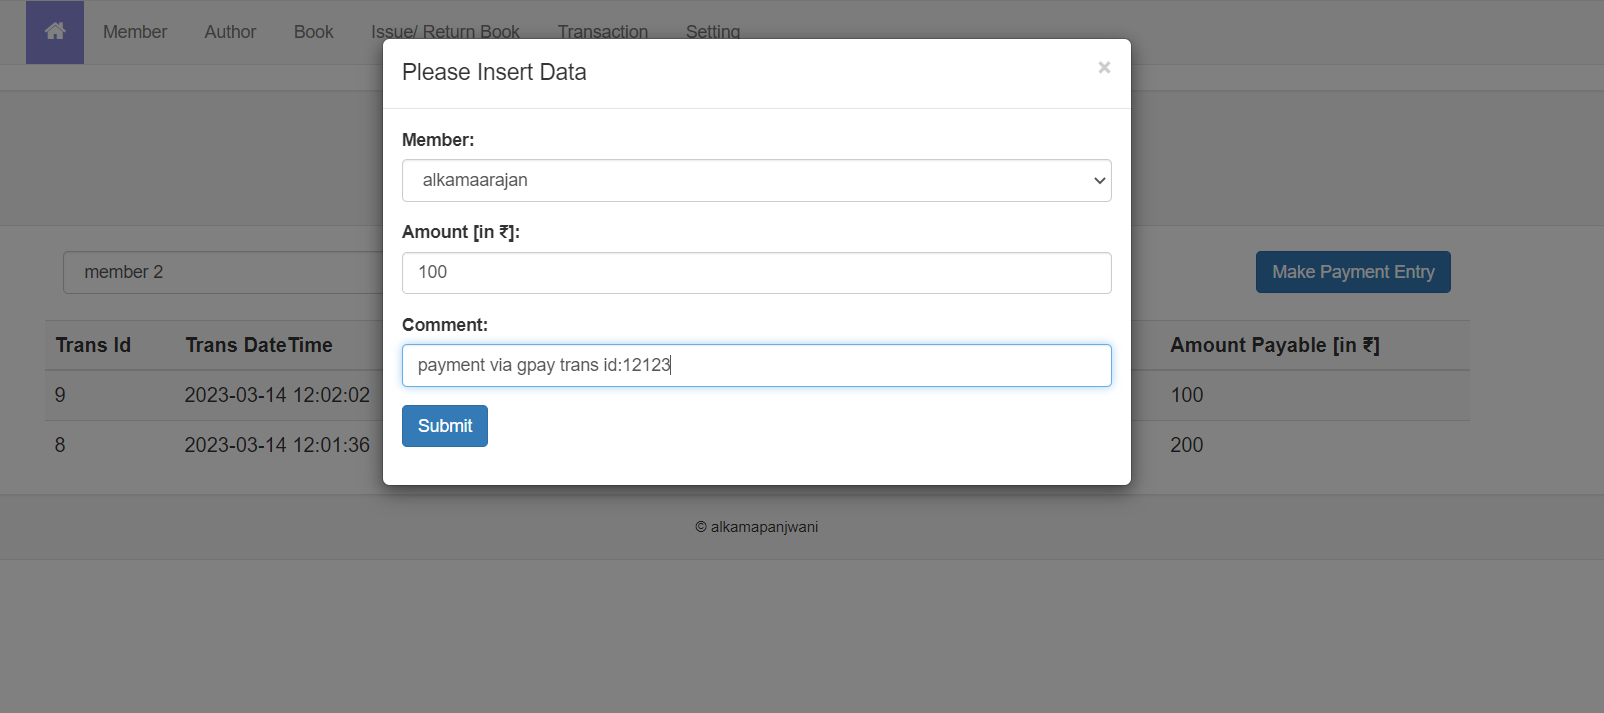 Member Author Book Issue/ Return Book Transaction Setting
Please Insert Data ×
Member:
alkamaarajan
Amount [in ₹]:
member 2 100 Make Payment Entry
Comment:
Trans Id Trans DateTime Amount Payable [in ₹]
payment via gpay trans id:12123
9 2023-03-14 12:02:02 100
Submit
8 2023-03-14 12:01:36 200
© alkamapanjwani